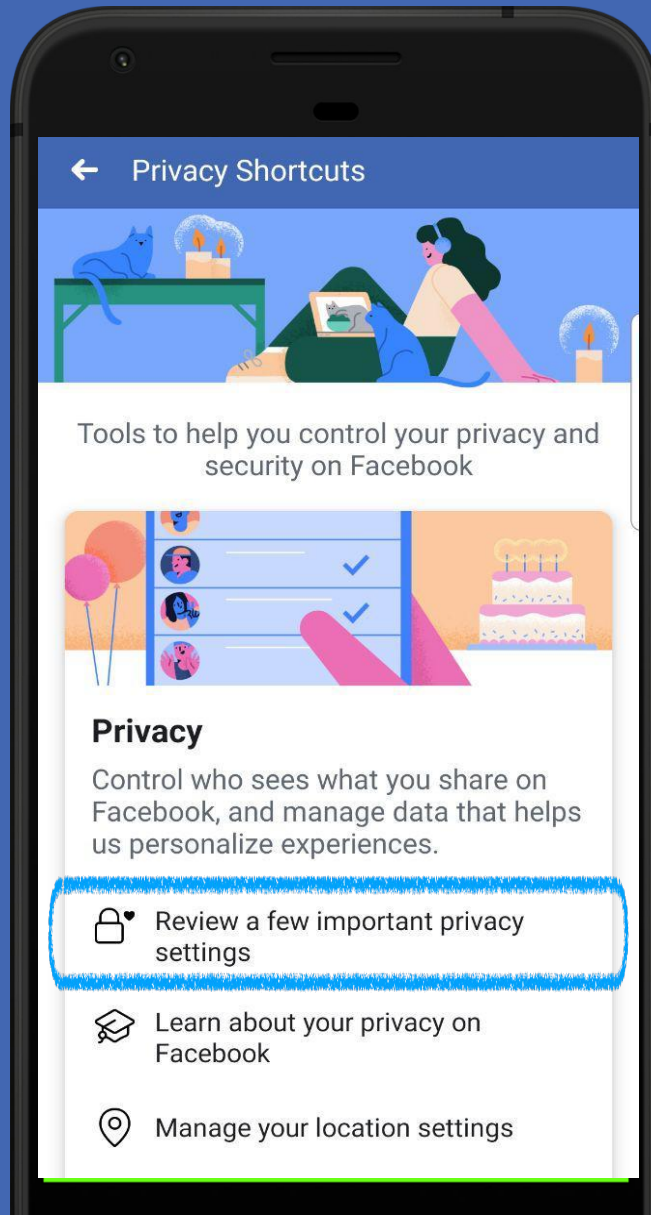 Privacy Shortcuts
Tools to help you control your privacy and
security on Facebook
Privacy
Control who sees what you share on
Facebook, and manage data that helps
us personalize experiences.
Review a few important privacy
settings
Learn about your privacy on
Facebook
Manage your location settings